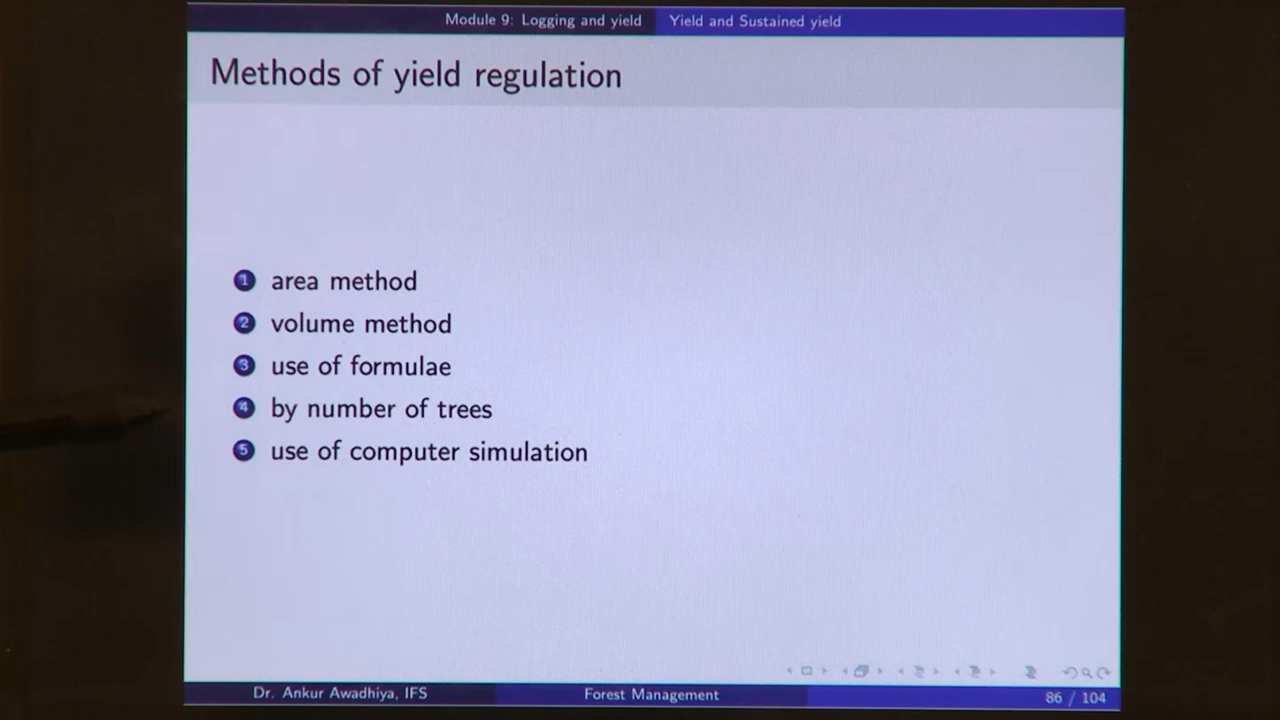 Module 9: Logging and yield Yield and Sustained yield
Methods of yield regulation
1 area method
2 volume method
3 use of formulae
4 by number of trees
5 use of computer simulation
Dr. Ankur Awadhiya, IFS Forest Management 86 / 104